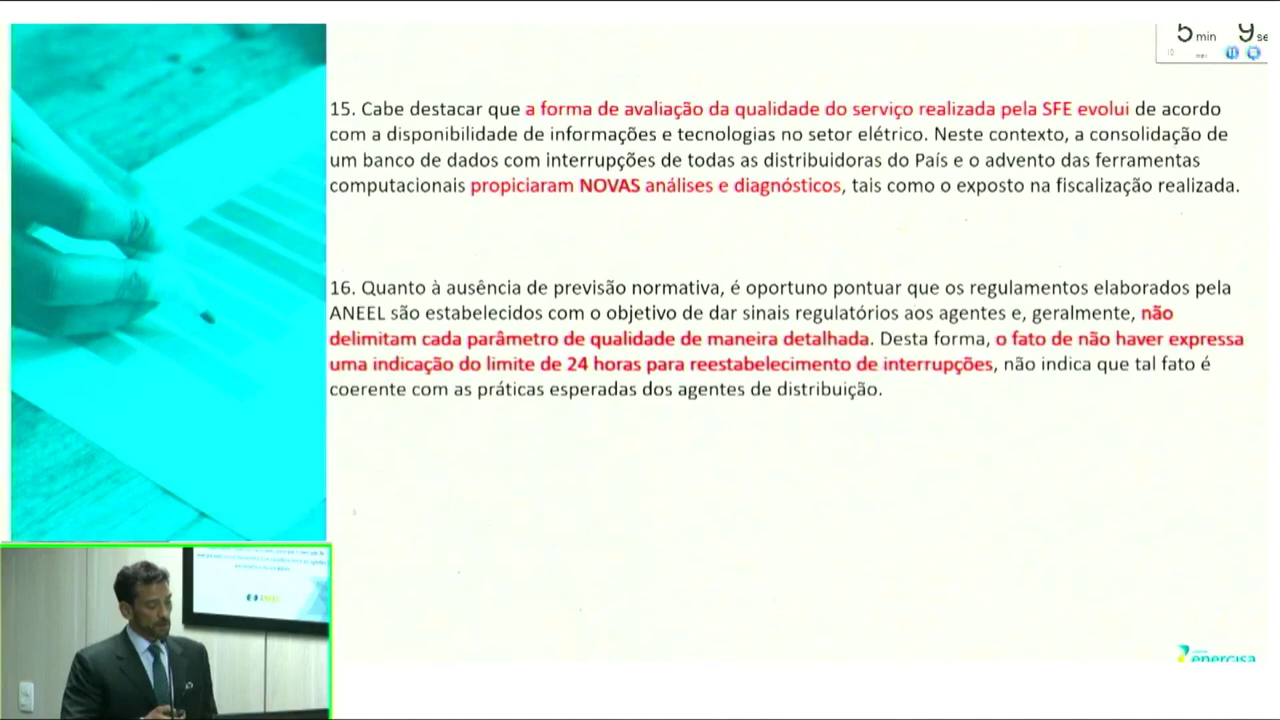 5 min 9 se
15. Cabe destacar que a forma de avaliação da qualidade do serviço realizada pela SFE evolui de acordo
com a disponibilidade de informações e tecnologias no setor elétrico. Neste contexto, a consolidação de
um banco de dados com interrupções de todas as distribuidoras do País e o advento das ferramentas
computacionais propiciaram NOVAS análises e diagnósticos, tais como o exposto na fiscalização realizada.
16. Quanto à ausência de previsão normativa, é oportuno pontuar que os regulamentos elaborados pela
ANEEL são estabelecidos com o objetivo de dar sinais regulatórios aos agentes e, geralmente, não
delimitam cada parâmetro de qualidade de maneira detalhada. Desta forma, o fato de não haver expressa
uma indicação do limite de 24 horas para reestabelecimento de interrupções, não indica que tal fato é
coerente com as práticas esperadas dos agentes de distribuição.
energisa